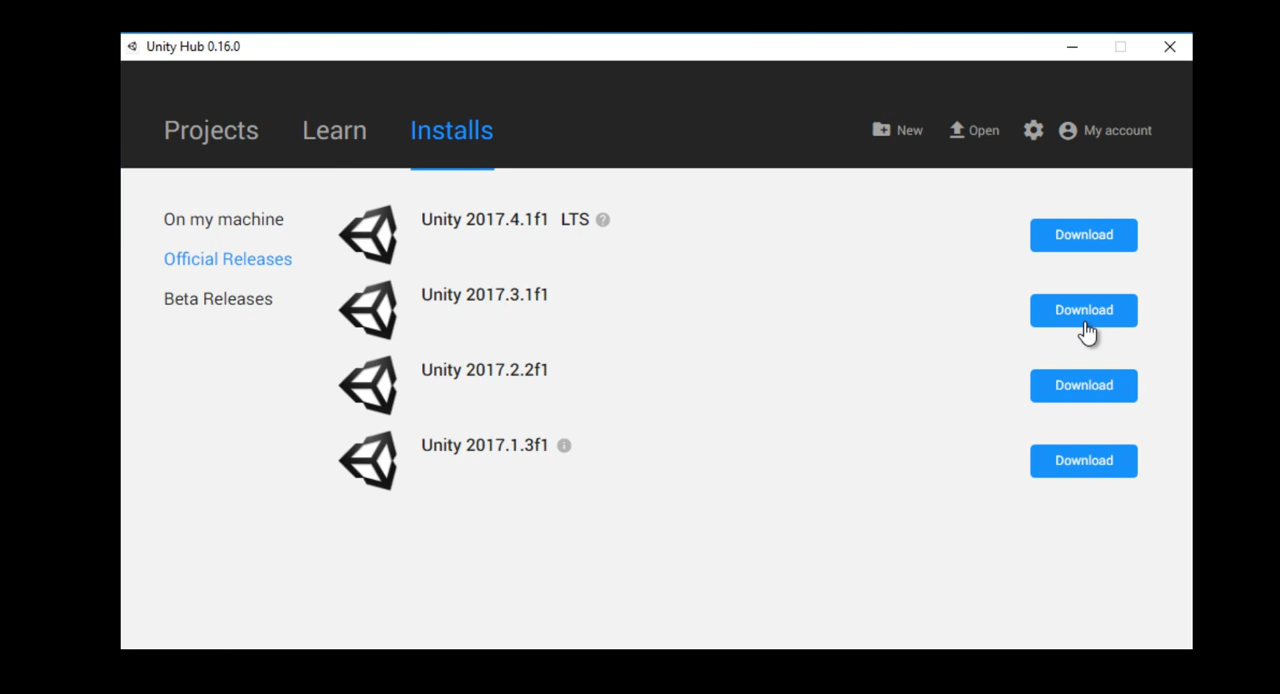 Unity Hub 0.16.0
Projects Learn Installs New Open My account
On my machine
Official Releases
Beta Releases
Unity 2017.4.1f1 LTS ? Download
Unity 2017.3.1f1 Download
Unity 2017.2.2f1 Download
Unity 2017.1.3f1 i Download